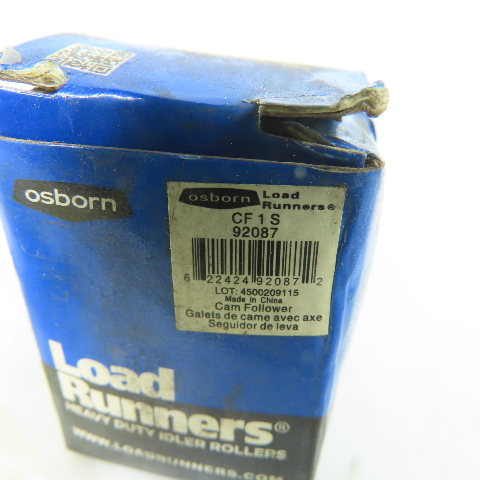 osborn
osborn Load Runners®
CF 1 S
92087
6 22424 92087 2
LOT: 4500209115
Made in China
Cam Follower
Galets de came avec axe
Seguidor de leva
Load
Runners®
HEAVY DUTY IDLER ROLLERS
WWW.LOADRUNNERS.COM